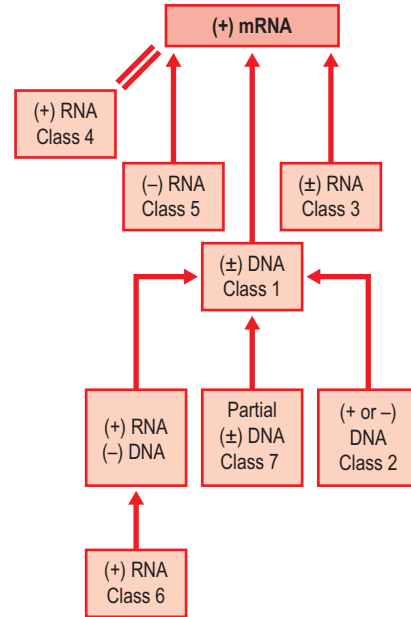 (+) mRNA
(+) RNA
Class 4
(–) RNA
Class 5
(±) RNA
Class 3
(±) DNA
Class 1
(+) RNA
(–) DNA
Partial
(±) DNA
Class 7
(+ or –)
DNA
Class 2
(+) RNA
Class 6